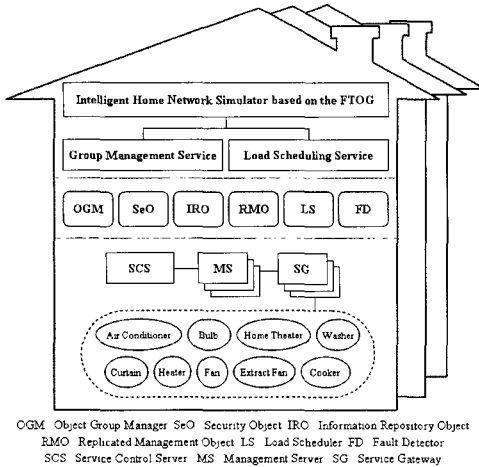 Intelligent Home Network Simulator based on the FTOG
Group Management Service
Load Scheduling Service
OGM SeO IRO RMO LS FD
SCS MS SG
Air Conditioner Bulb Home Theater Washer
Curtain Heater Fan Extract Fan Cooker
OGM Object Group Manager SeO Security Object IRO Information Repository Object
RMO Replicated Management Object LS Load Scheduler FD Fault Detector
SCS Service Control Server MS Management Server SG Service Gateway